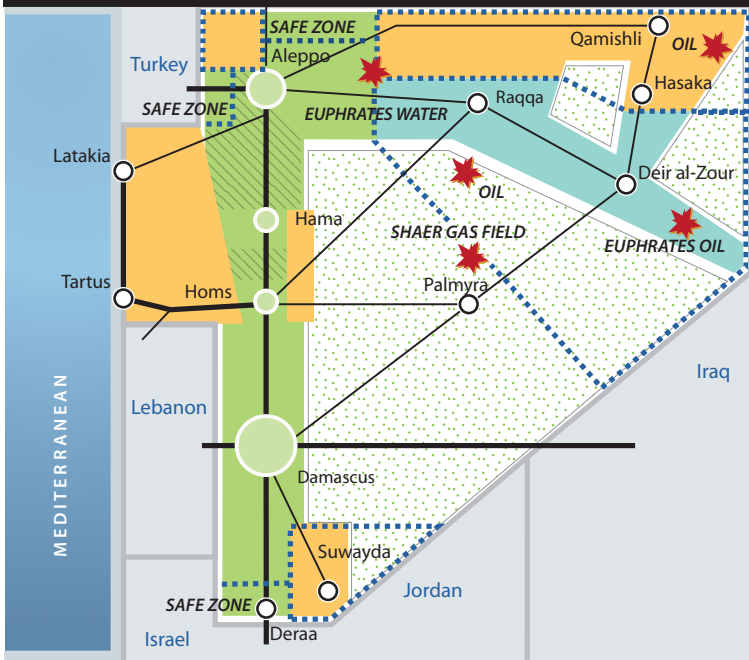 SAFE ZONE
Qamishli
OIL
Aleppo
Turkey
Hasaka
SAFE ZONE
EUPHRATES WATER
Raqqa
Latakia
Deir al-Zour
OIL
Hama
SHAER GAS FIELD
EUPHRATES OIL
Tartus
Homs
Palmyra
Iraq
MEDITERRANEAN
Lebanon
Damascus
Suwayda
Jordan
SAFE ZONE
Deraa
Israel